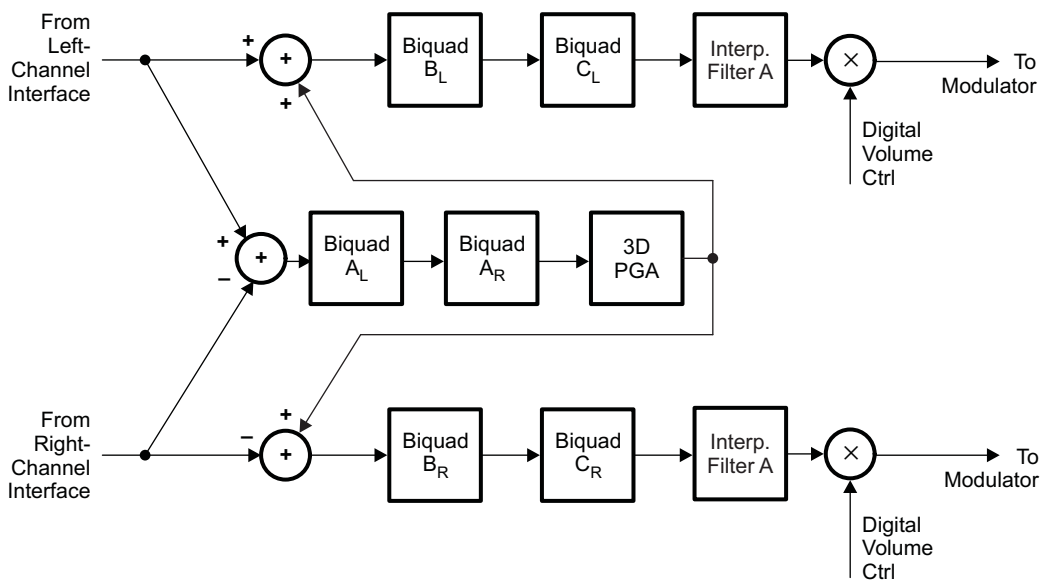 From
Left-
Channel
Interface
+
+
+
Biquad
B_L
Biquad
C_L
Interp.
Filter A
×
To
Modulator
Digital
Volume
Ctrl
+
−
+
Biquad
A_L
Biquad
A_R
3D
PGA
From
Right-
Channel
Interface
−
+
+
Biquad
B_R
Biquad
C_R
Interp.
Filter A
×
To
Modulator
Digital
Volume
Ctrl